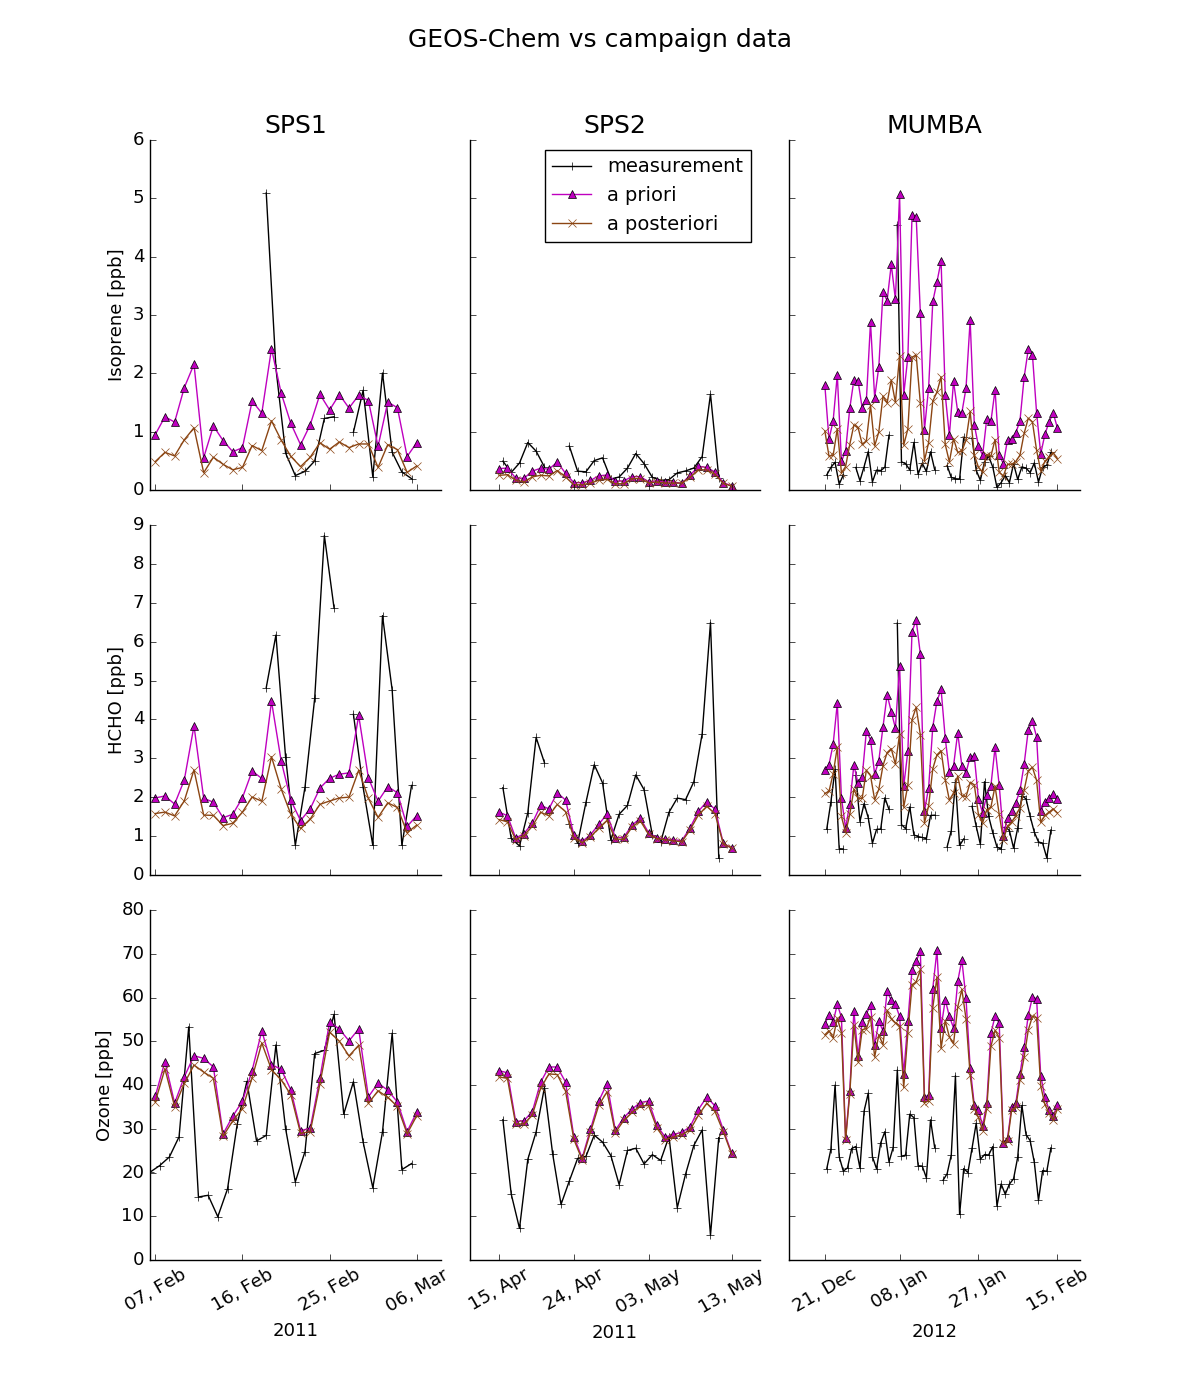 GEOS-Chem vs campaign data
SPS1 SPS2 MUMBA
6
5
4
3
2
1
0
Isoprene [ppb]
measurement
a priori
a posteriori
9
8
7
6
5
4
3
2
1
0
HCHO [ppb]
80
70
60
50
40
30
20
10
0
Ozone [ppb]
07, Feb 16, Feb 25, Feb 06, Mar 15, Apr 24, Apr 03, May 13, May 21, Dec 08, Jan 27, Jan 15, Feb
2011 2011 2012